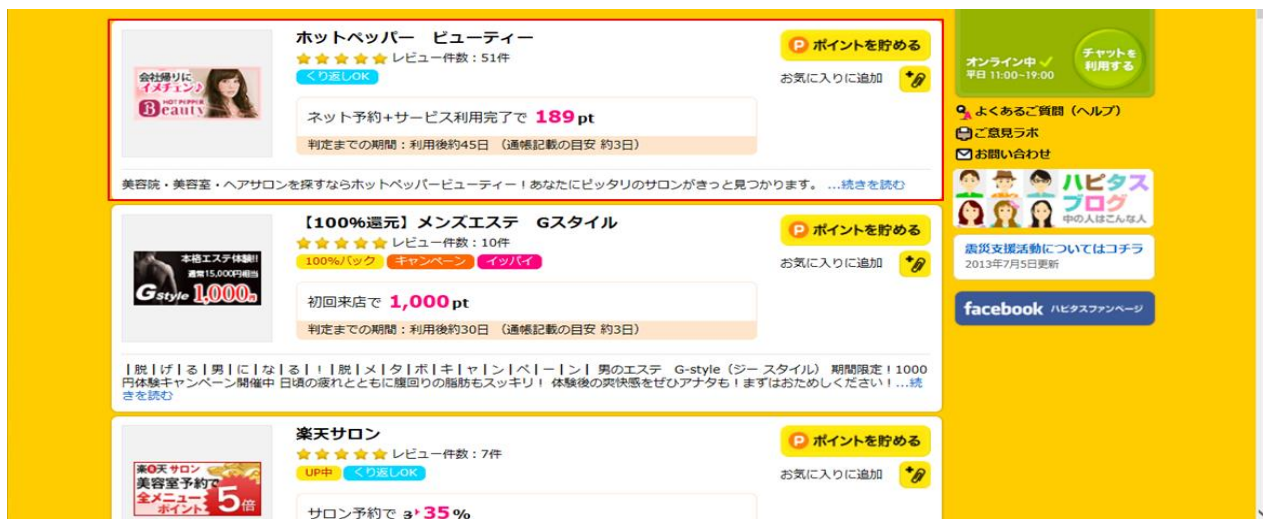 ホットペッパー　ビューティー
レビュー件数：51件
くり返しOK
会社帰りに
イメチェン♪
HOT PEPPER
Beauty
ネット予約+サービス利用完了で 189 pt
判定までの期間：利用後約45日 （通帳記載の目安 約3日）
美容院・美容室・ヘアサロンを探すならホットペッパービューティー！あなたにピッタリのサロンがきっと見つかります。 ...続きを読む
ポイントを貯める
お気に入りに追加
【100%還元】メンズエステ　Gスタイル
レビュー件数：10件
100%バック キャンペーン イッパイ
本格エステ体験!!
通常15,000円相当
Gstyle 1,000円
初回来店で 1,000 pt
判定までの期間：利用後約30日 （通帳記載の目安 約3日）
┃脱┃げ┃る┃男┃に┃な┃る┃！┃脱┃メ┃タ┃ボ┃キ┃ャ┃ン┃ペ┃ー┃ン┃ 男のエステ　G-style（ジー スタイル） 期間限定！1000
円体験キャンペーン開催中 日頃の疲れとともに腹回りの脂肪もスッキリ！ 体験後の爽快感をぜひアナタも！まずはおためしください！...続
きを読む
ポイントを貯める
お気に入りに追加
楽天サロン
レビュー件数：7件
UP中 くり返しOK
楽天 サロン
美容室予約で
全メニュー
ポイント 5倍
サロン予約で 3 35 %
ポイントを貯める
お気に入りに追加
オンライン中
平日 11:00~19:00
チャットを
利用する
よくあるご質問（ヘルプ）
ご意見ラボ
お問い合わせ
ハピタス
ブログ
中の人はこんな人
震災支援活動についてはコチラ
2013年7月5日更新
facebook ハピタスファンページ